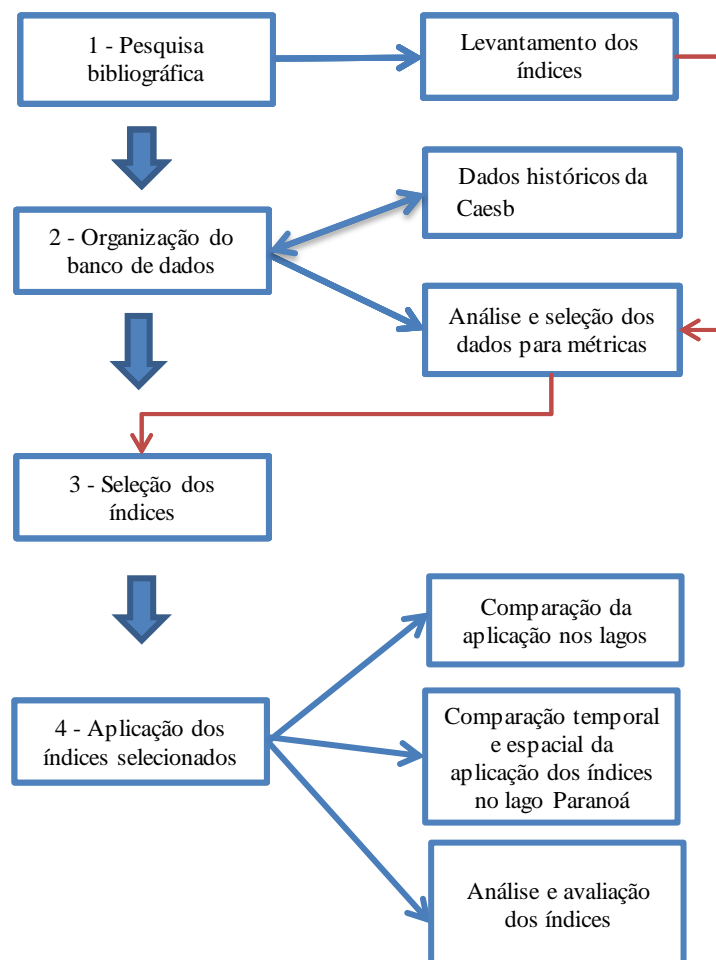 1 - Pesquisa
bibliográfica
Levantamento dos
índices
2 - Organização do
banco de dados
Dados históricos da
Caesb
Análise e seleção dos
dados para métricas
3 - Seleção dos
índices
4 - Aplicação dos
índices selecionados
Comparação da
aplicação nos lagos
Comparação temporal
e espacial da
aplicação dos índices
no lago Paranoá
Análise e avaliação
dos índices